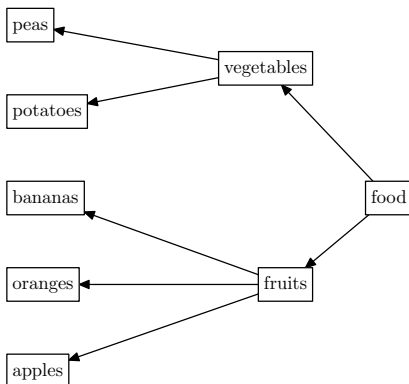 peas
vegetables
potatoes
bananas
food
oranges
fruits
apples